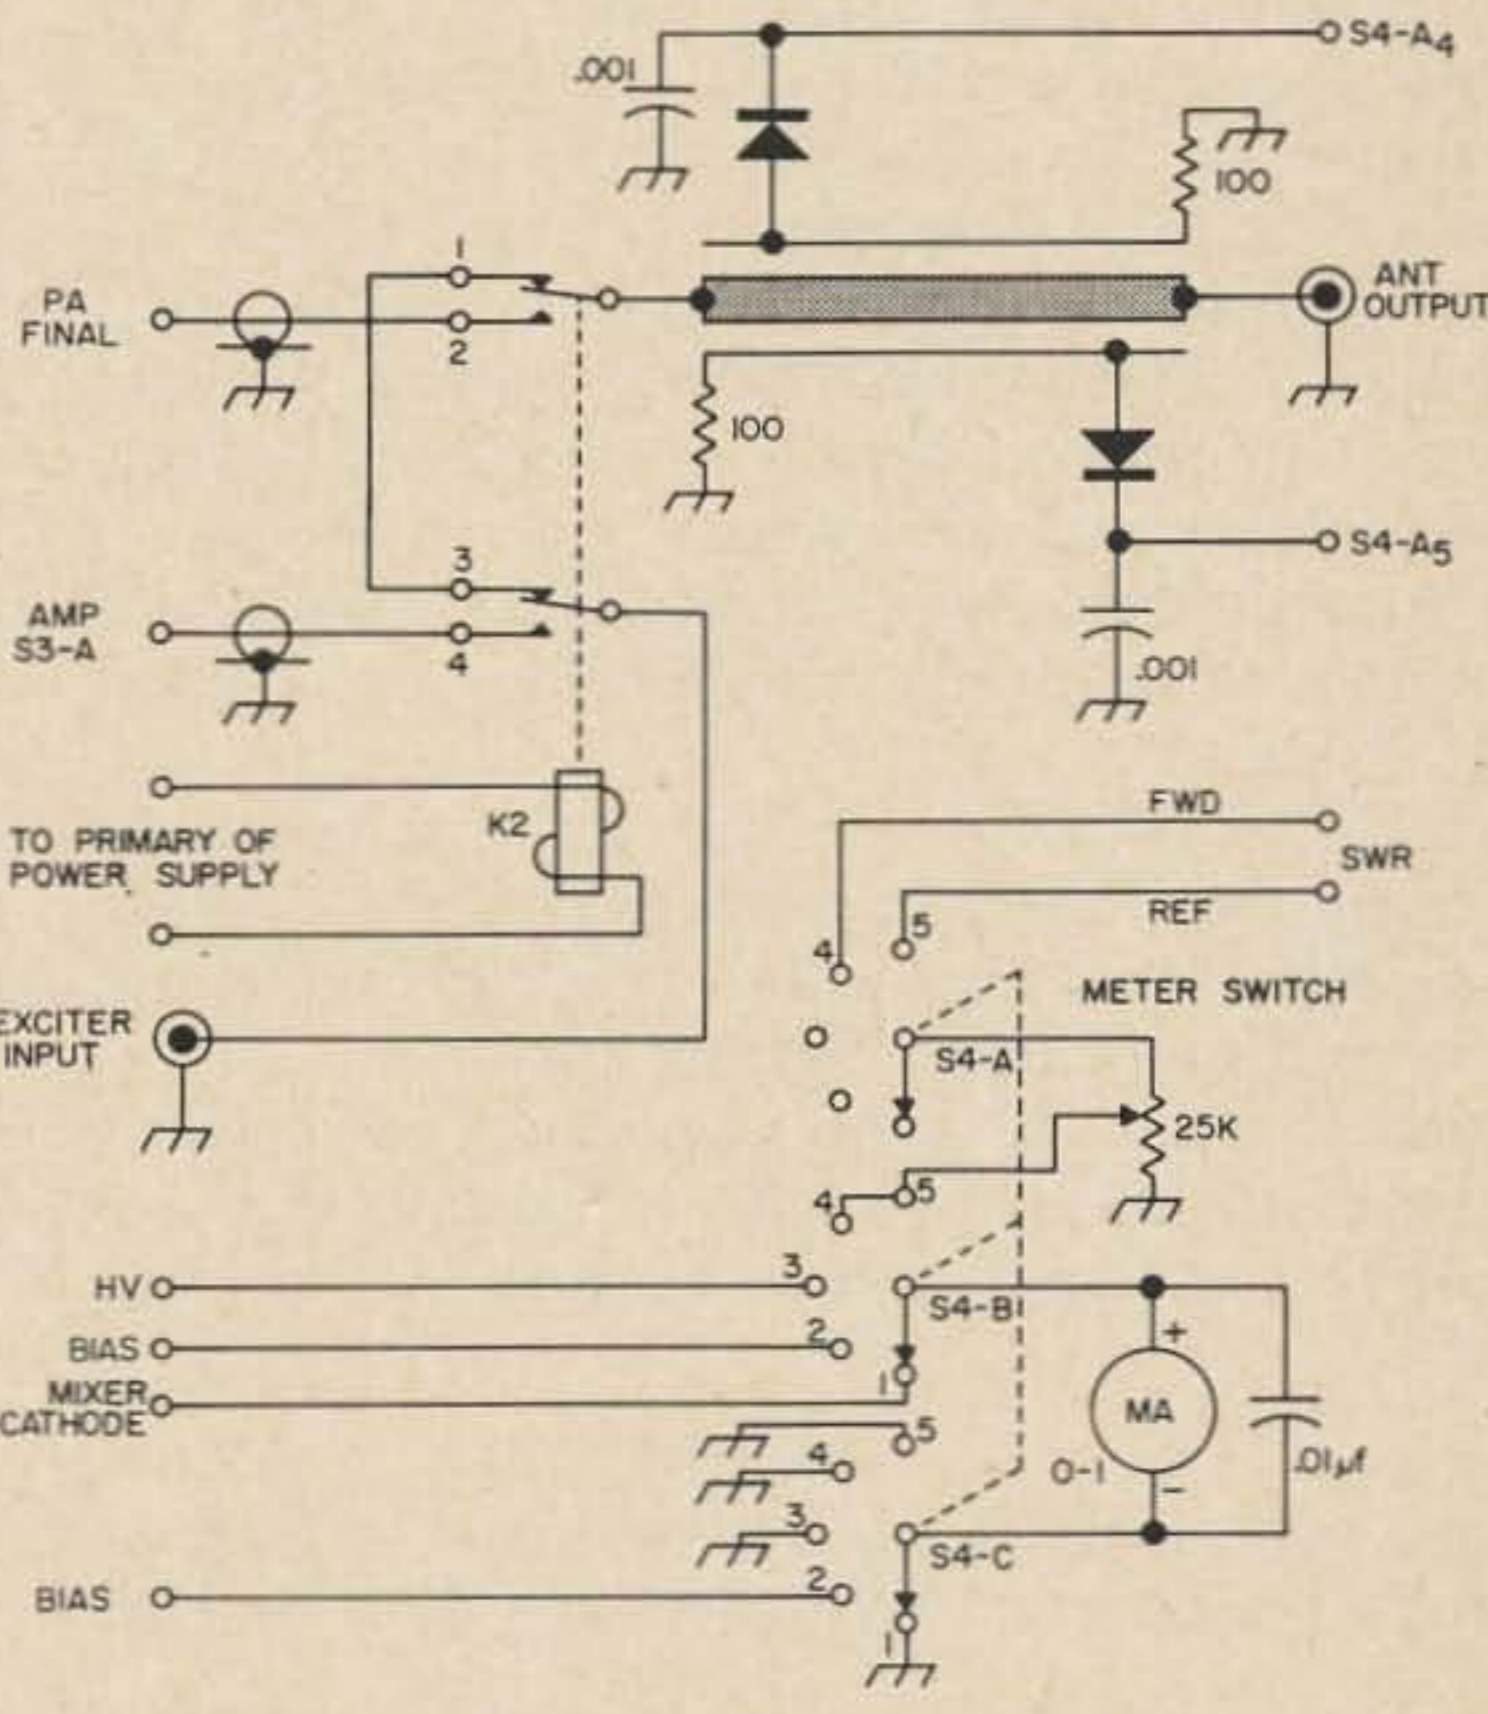 S4-A4
.001
100
1
ANT
OUTPUT
PA
FINAL
2
100
3
S4-A5
AMP
S3-A
4
.001
K2
FWD
TO PRIMARY OF
POWER SUPPLY
SWR
REF
5
4
METER SWITCH
EXCITER
INPUT
S4-A
25K
4
5
HV
3
S4-B
BIAS
2
+
MIXER
CATHODE
1
MA
5
4
0-1
.01µf
-
3
S4-C
BIAS
2
1